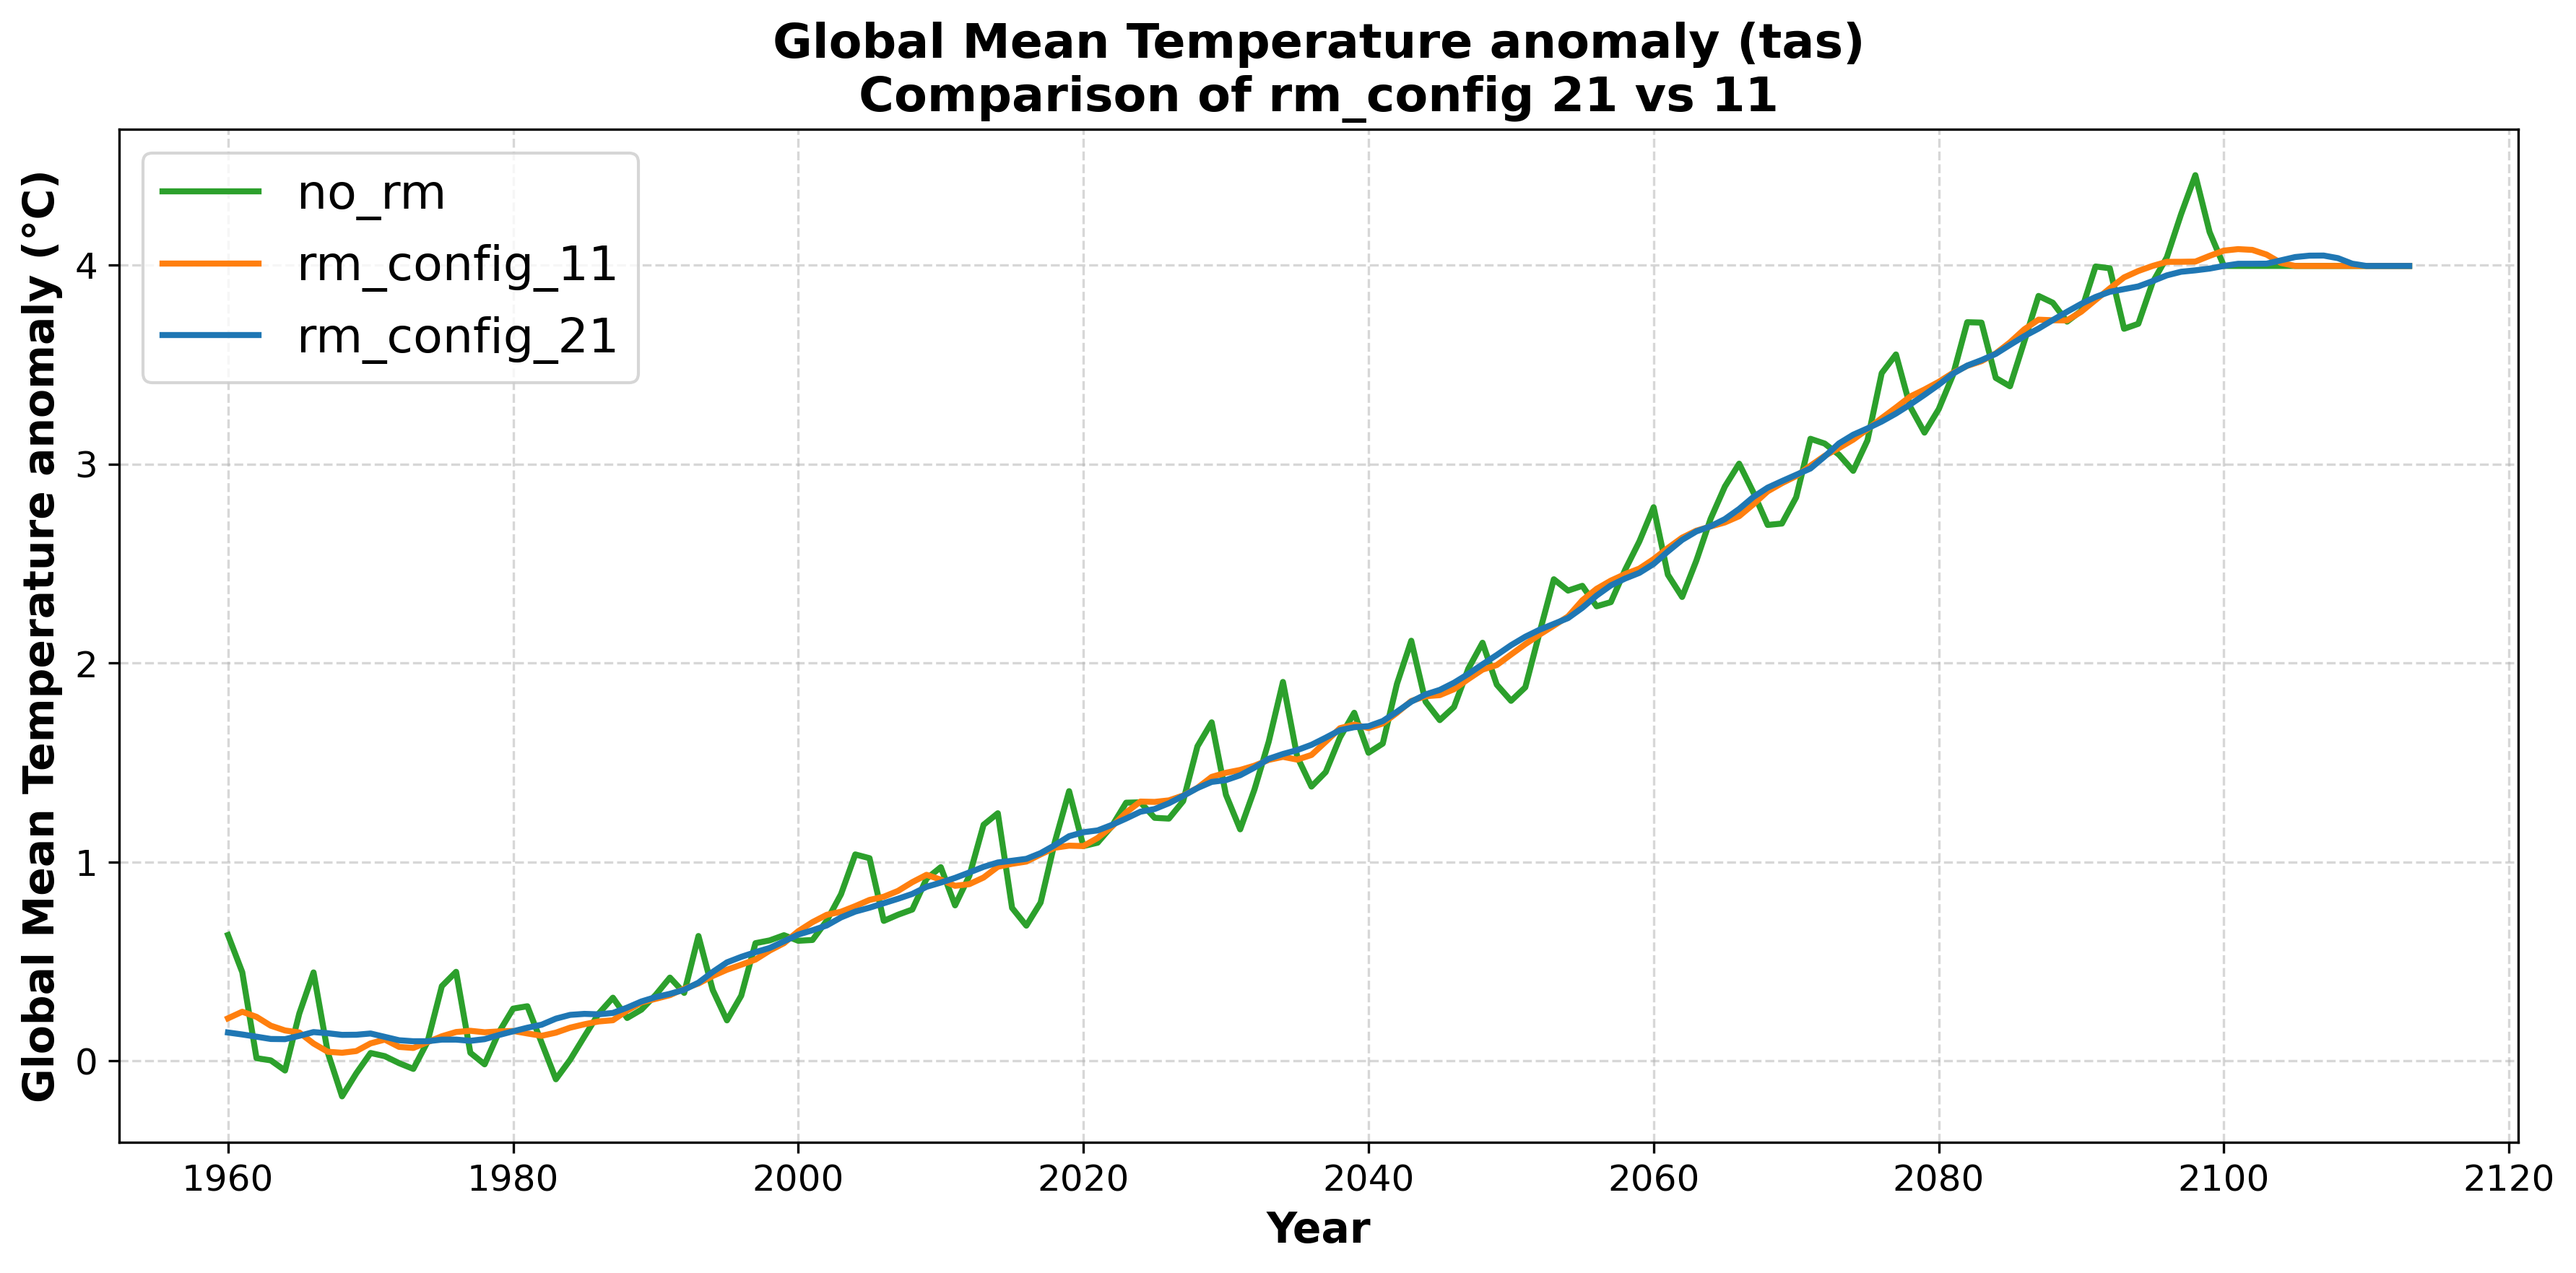 Global Mean Temperature anomaly (tas)
Comparison of rm_config 21 vs 11
no_rm
rm_config_11
rm_config_21
Global Mean Temperature anomaly (°C)
4
3
2
1
0
1960 1980 2000 2020 2040 2060 2080 2100 2120
Year